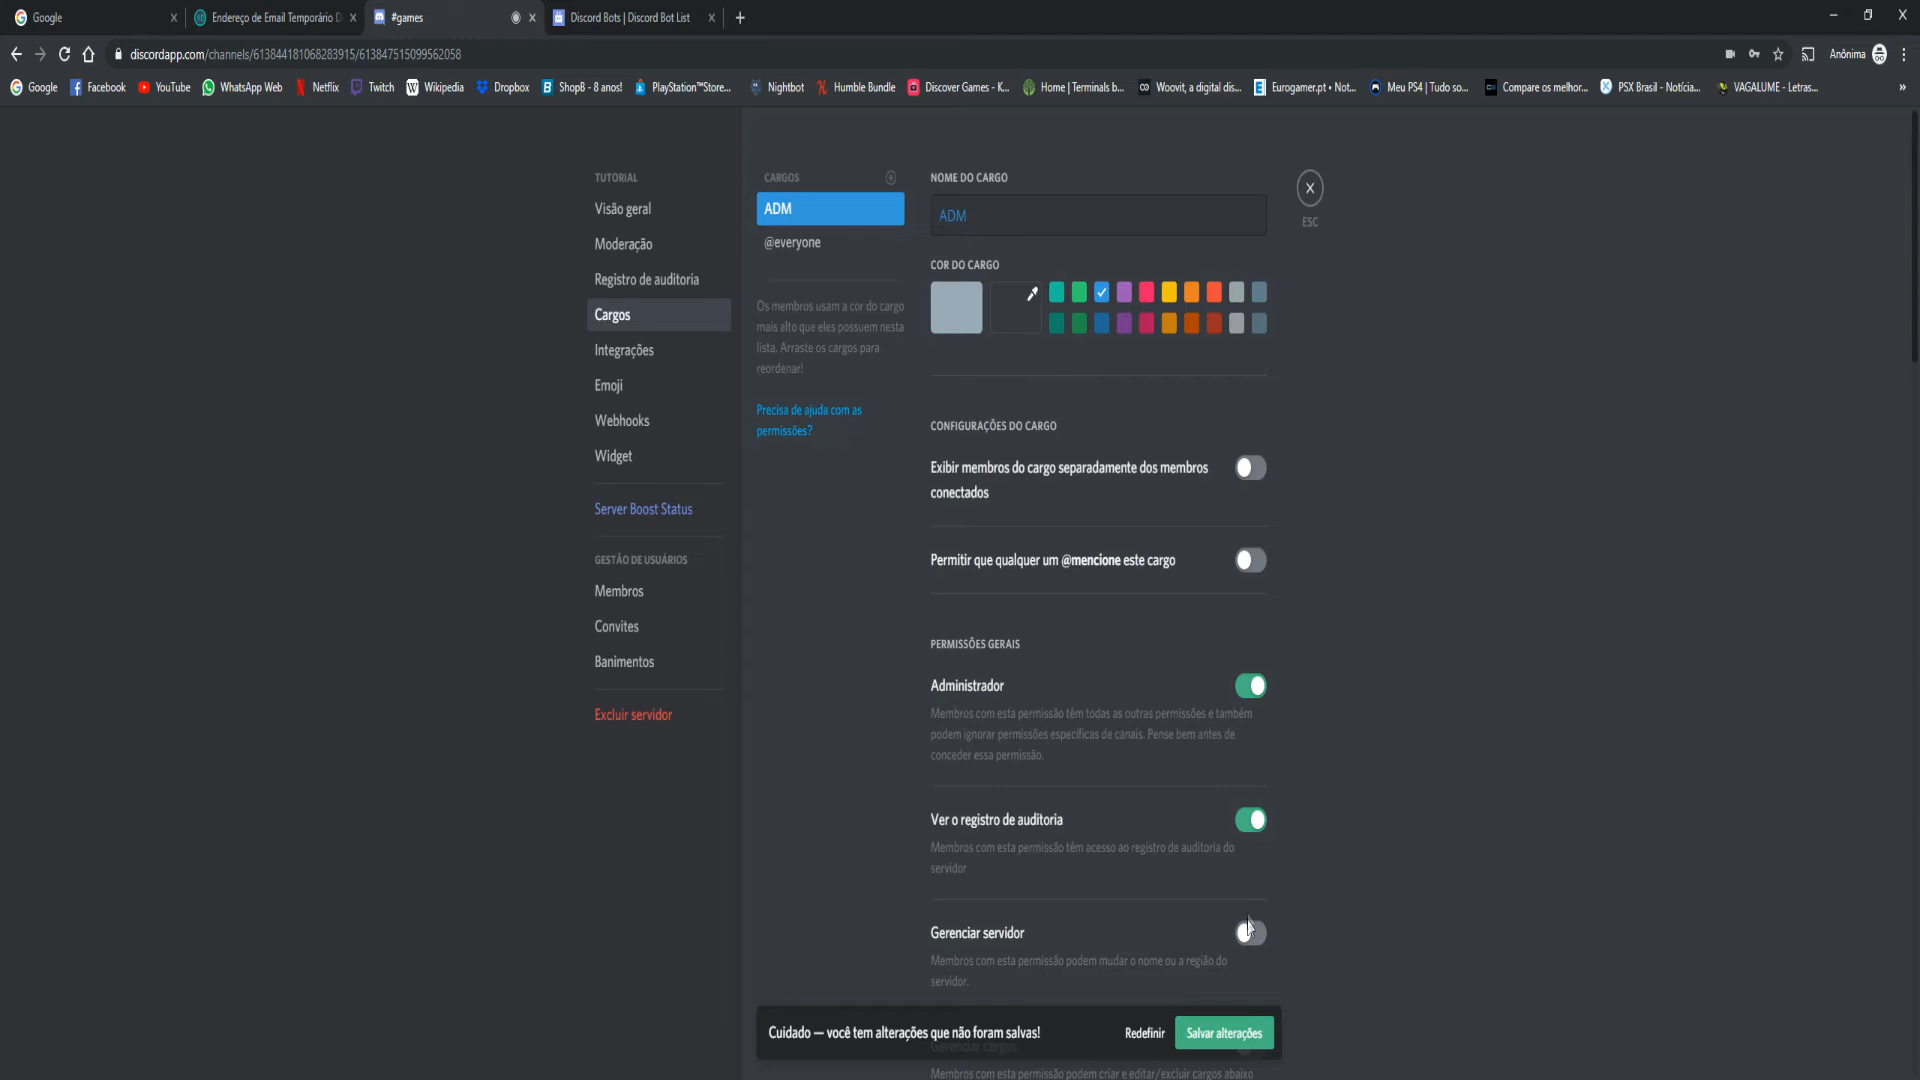 Google
Endereço de Email Temporário D
#games
Discord Bots | Discord Bot List
discordapp.com/channels/613844181068283915/613847515099562058
Anônima
Google
Facebook
YouTube
WhatsApp Web
Netflix
Twitch
Wikipedia
Dropbox
ShopB - 8 anos!
PlayStation™Store...
Nightbot
Humble Bundle
Discover Games - K...
Home | Terminals b...
Woovit, a digital dis...
Eurogamer.pt • Not...
Meu PS4 | Tudo so...
Compare os melhor...
PSX Brasil - Notícia...
VAGALUME - Letras...
»
TUTORIAL
Visão geral
Moderação
Registro de auditoria
Cargos
Integrações
Emoji
Webhooks
Widget
Server Boost Status
GESTÃO DE USUÁRIOS
Membros
Convites
Banimentos
Excluir servidor
CARGOS
ADM
@everyone
Os membros usam a cor do cargo
mais alto que eles possuem nesta
lista. Arraste os cargos para
reordenar!
Precisa de ajuda com as
permissões?
NOME DO CARGO
ADM
ESC
COR DO CARGO
CONFIGURAÇÕES DO CARGO
Exibir membros do cargo separadamente dos membros
conectados
Permitir que qualquer um @mencione este cargo
PERMISSÕES GERAIS
Administrador
Membros com esta permissão têm todas as outras permissões e também
podem ignorar permissões específicas de canais. Pense bem antes de
conceder essa permissão.
Ver o registro de auditoria
Membros com esta permissão têm acesso ao registro de auditoria do
servidor
Gerenciar servidor
Membros com esta permissão podem mudar o nome ou a região do
servidor.
Cuidado — você tem alterações que não foram salvas!
Redefinir
Salvar alterações
Gerenciar cargos
Membros com esta permissão podem criar e editar/excluir cargos abaixo